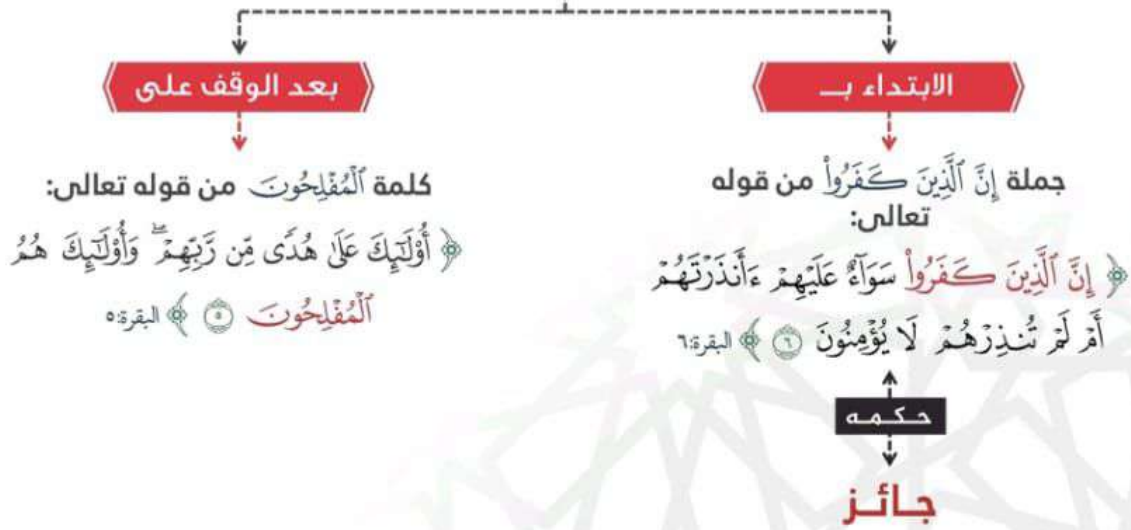 الابتداء بـ
جملة إِنَّ ٱلَّذِينَ كَفَرُواْ من قوله
تعالى:
﴿ إِنَّ ٱلَّذِينَ كَفَرُواْ سَوَآءٌ عَلَيْهِمْ ءَأَنذَرْتَهُمْ
أَمْ لَمْ تُنذِرْهُمْ لَا يُؤْمِنُونَ ٦ ﴾ البقرة:٦
حكمه
جائز
بعد الوقف على
كلمة ٱلْمُفْلِحُونَ من قوله تعالى:
﴿ أُوْلَٰٓئِكَ عَلَىٰ هُدًى مِّن رَّبِّهِمْۖ وَأُوْلَٰٓئِكَ هُمُ
ٱلْمُفْلِحُونَ ٥ ﴾ البقرة:٥